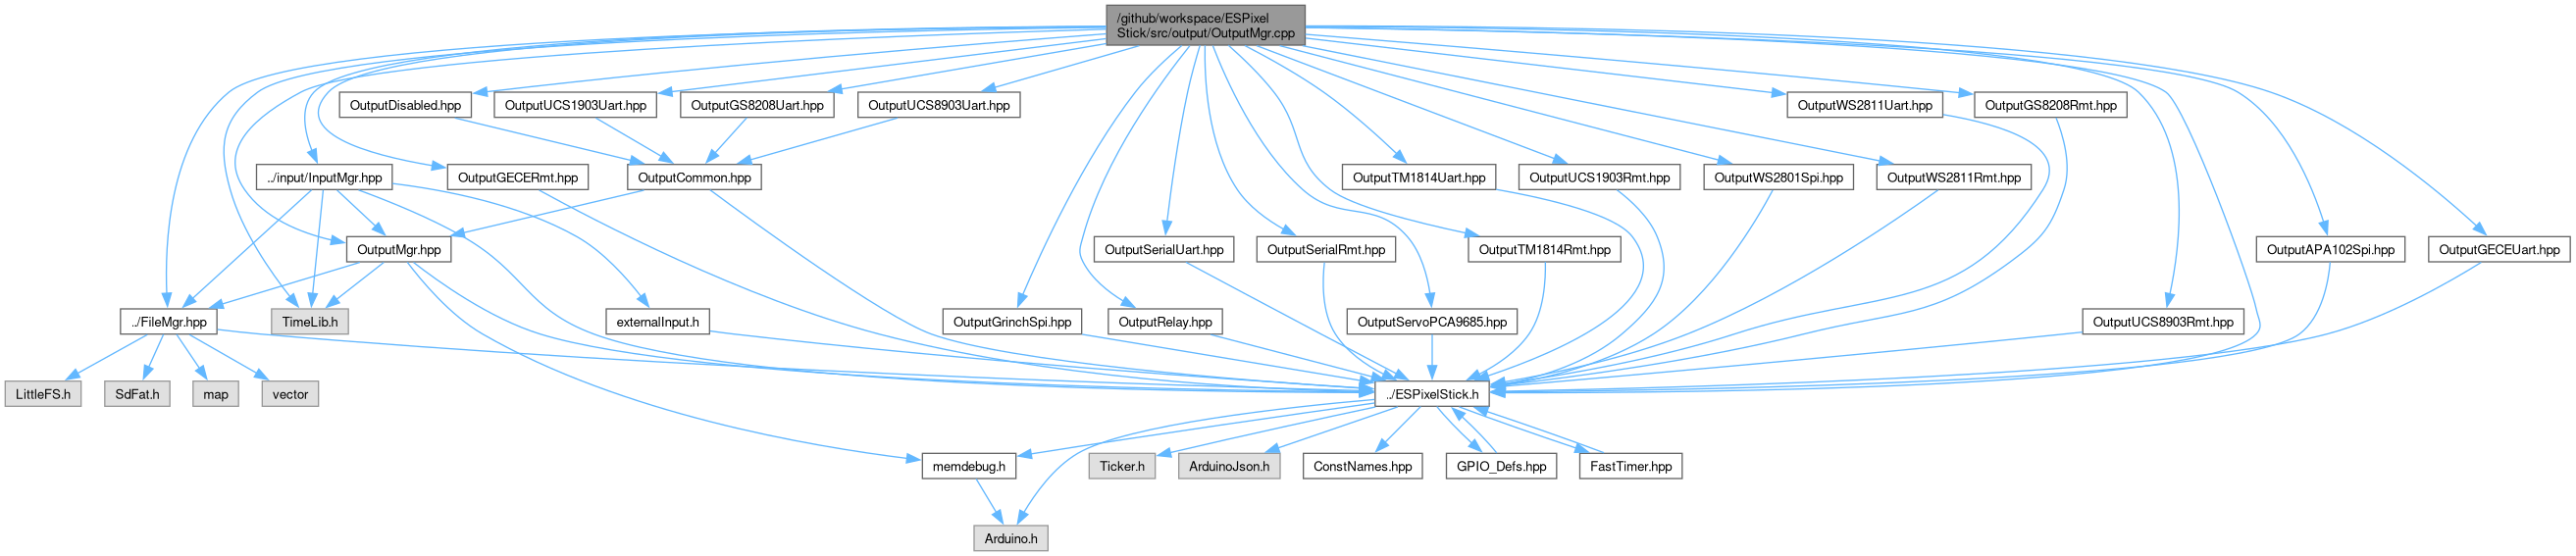 /github/workspace/ESPixel
Stick/src/output/OutputMgr.cpp
OutputDisabled.hpp
OutputUCS1903Uart.hpp
OutputGS8208Uart.hpp
OutputUCS8903Uart.hpp
OutputWS2811Uart.hpp
OutputGS8208Rmt.hpp
../input/InputMgr.hpp
OutputGECERmt.hpp
OutputCommon.hpp
OutputTM1814Uart.hpp
OutputUCS1903Rmt.hpp
OutputWS2801Spi.hpp
OutputWS2811Rmt.hpp
OutputMgr.hpp
OutputSerialUart.hpp
OutputSerialRmt.hpp
OutputTM1814Rmt.hpp
OutputAPA102Spi.hpp
OutputGECEUart.hpp
../FileMgr.hpp
TimeLib.h
externalInput.h
OutputGrinchSpi.hpp
OutputRelay.hpp
OutputServoPCA9685.hpp
OutputUCS8903Rmt.hpp
LittleFS.h
SdFat.h
map
vector
../ESPixelStick.h
memdebug.h
Ticker.h
ArduinoJson.h
ConstNames.hpp
GPIO_Defs.hpp
FastTimer.hpp
Arduino.h